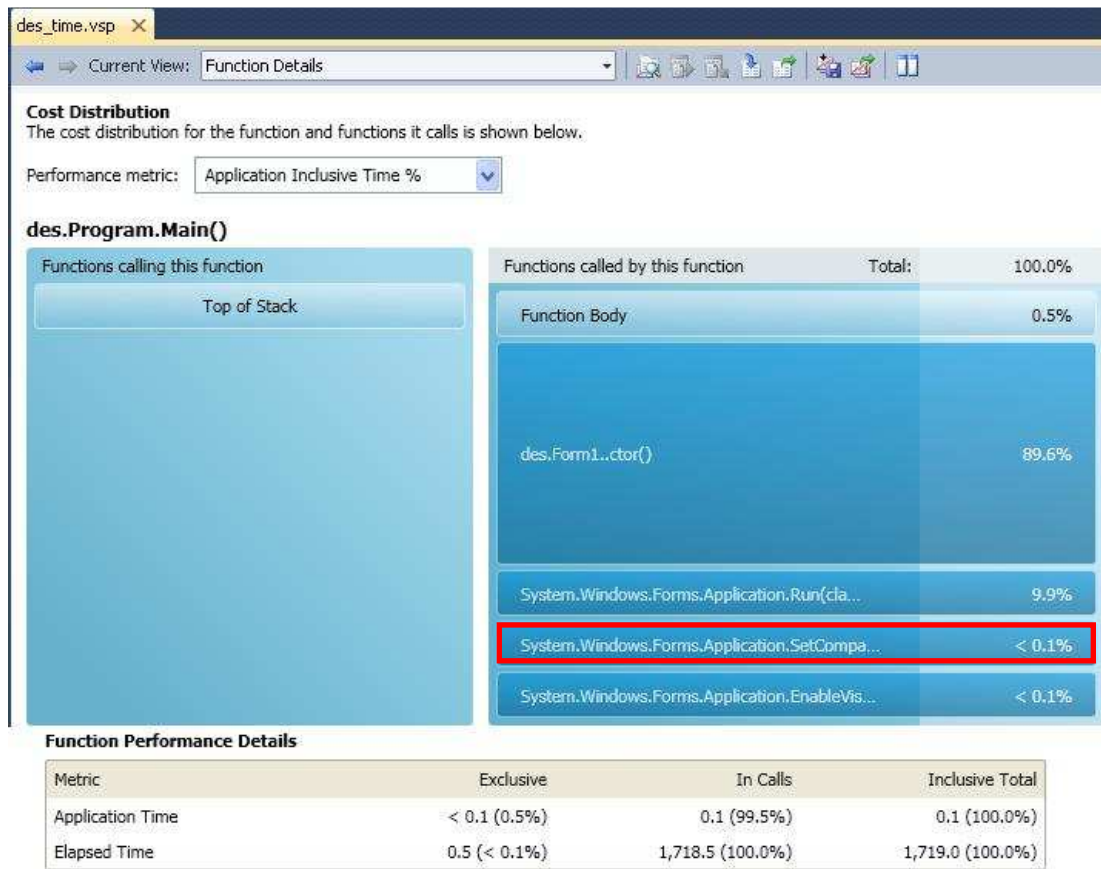 des_time.vsp
Current View: Function Details
Cost Distribution
The cost distribution for the function and functions it calls is shown below.
Performance metric: Application Inclusive Time %
des.Program.Main()
Functions calling this function
Top of Stack
Functions called by this function Total: 100.0%
Function Body 0.5%
des.Form1..ctor() 89.6%
System.Windows.Forms.Application.Run(cla... 9.9%
System.Windows.Forms.Application.SetCompa... < 0.1%
System.Windows.Forms.Application.EnableVis... < 0.1%
Function Performance Details
Metric Exclusive In Calls Inclusive Total
Application Time < 0.1 (0.5%) 0.1 (99.5%) 0.1 (100.0%)
Elapsed Time 0.5 (< 0.1%) 1,718.5 (100.0%) 1,719.0 (100.0%)